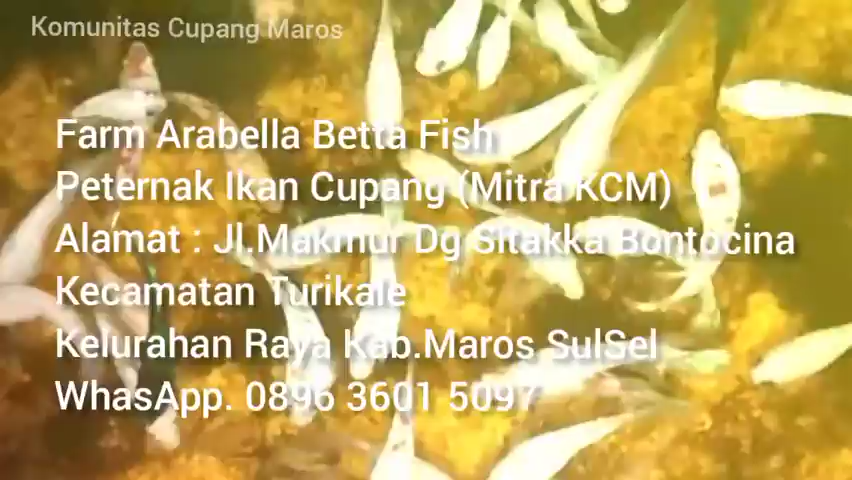 Komunitas Cupang Maros
Farm Arabella Betta Fish
Peternak Ikan Cupang (Mitra KCM)
Alamat : Jl.Makmur Dg Sitakka Bontocina
Kecamatan Turikale
Kelurahan Raya Kab.Maros SulSel
WhasApp. 0896 3601 5097